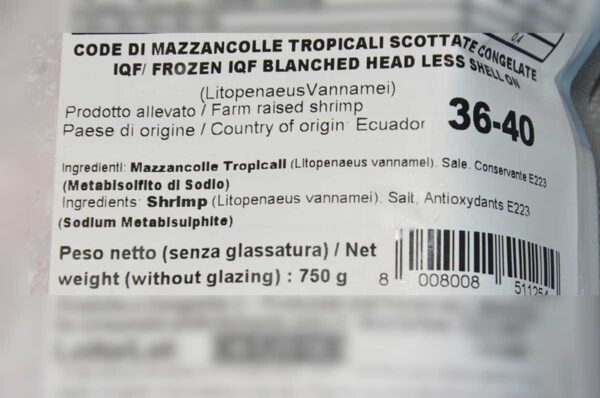 0.4
CODE DI MAZZANCOLLE TROPICALI SCOTTATE CONGELATE
IQF/ FROZEN IQF BLANCHED HEAD LESS SHELL ON
(LitopenaeusVannamei)
Prodotto allevato / Farm raised shrimp
Paese di origine / Country of origin: Ecuador
36-40
Ingredienti: Mazzancolle Tropicali (Litopenaeus vannamei). Sale. Conservante E223
(Metabisolfito di Sodio)
Ingredients: Shrimp (Litopenaeus vannamei). Salt, Antioxydants E223
(Sodium Metabisulphite)
Peso netto (senza glassatura) / Net
weight (without glazing) : 750 g
8 008008 511264